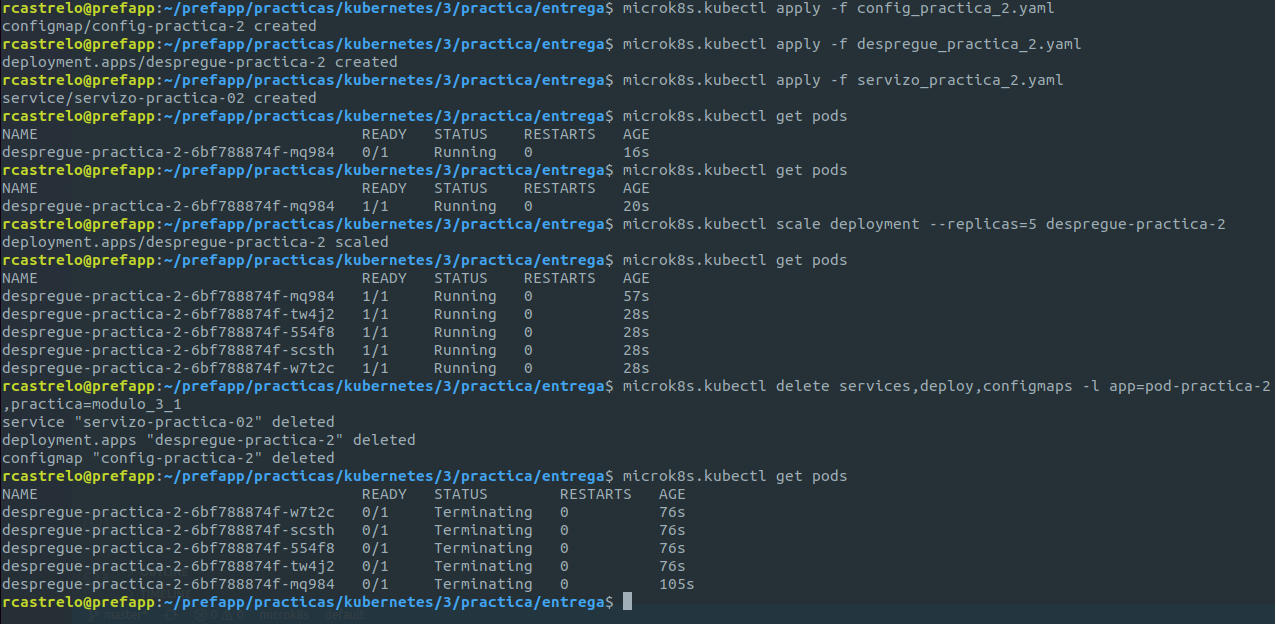 rcastrelo@prefapp:~/prefapp/practicas/kubernetes/3/practica/entrega$ microk8s.kubectl apply -f config_practica_2.yaml
configmap/config-practica-2 created
rcastrelo@prefapp:~/prefapp/practicas/kubernetes/3/practica/entrega$ microk8s.kubectl apply -f despregue_practica_2.yaml
deployment.apps/despregue-practica-2 created
rcastrelo@prefapp:~/prefapp/practicas/kubernetes/3/practica/entrega$ microk8s.kubectl apply -f servizo_practica_2.yaml
service/servizo-practica-02 created
rcastrelo@prefapp:~/prefapp/practicas/kubernetes/3/practica/entrega$ microk8s.kubectl get pods
NAME                                    READY   STATUS    RESTARTS   AGE
despregue-practica-2-6bf788874f-mq984   0/1     Running   0          16s
rcastrelo@prefapp:~/prefapp/practicas/kubernetes/3/practica/entrega$ microk8s.kubectl get pods
NAME                                    READY   STATUS    RESTARTS   AGE
despregue-practica-2-6bf788874f-mq984   1/1     Running   0          20s
rcastrelo@prefapp:~/prefapp/practicas/kubernetes/3/practica/entrega$ microk8s.kubectl scale deployment --replicas=5 despregue-practica-2
deployment.apps/despregue-practica-2 scaled
rcastrelo@prefapp:~/prefapp/practicas/kubernetes/3/practica/entrega$ microk8s.kubectl get pods
NAME                                    READY   STATUS    RESTARTS   AGE
despregue-practica-2-6bf788874f-mq984   1/1     Running   0          57s
despregue-practica-2-6bf788874f-tw4j2   1/1     Running   0          28s
despregue-practica-2-6bf788874f-554f8   1/1     Running   0          28s
despregue-practica-2-6bf788874f-scsth   1/1     Running   0          28s
despregue-practica-2-6bf788874f-w7t2c   1/1     Running   0          28s
rcastrelo@prefapp:~/prefapp/practicas/kubernetes/3/practica/entrega$ microk8s.kubectl delete services,deploy,configmaps -l app=pod-practica-2
,practica=modulo_3_1
service "servizo-practica-02" deleted
deployment.apps "despregue-practica-2" deleted
configmap "config-practica-2" deleted
rcastrelo@prefapp:~/prefapp/practicas/kubernetes/3/practica/entrega$ microk8s.kubectl get pods
NAME                                    READY   STATUS        RESTARTS   AGE
despregue-practica-2-6bf788874f-w7t2c   0/1     Terminating   0          76s
despregue-practica-2-6bf788874f-scsth   0/1     Terminating   0          76s
despregue-practica-2-6bf788874f-554f8   0/1     Terminating   0          76s
despregue-practica-2-6bf788874f-tw4j2   0/1     Terminating   0          76s
despregue-practica-2-6bf788874f-mq984   0/1     Terminating   0          105s
rcastrelo@prefapp:~/prefapp/practicas/kubernetes/3/practica/entrega$